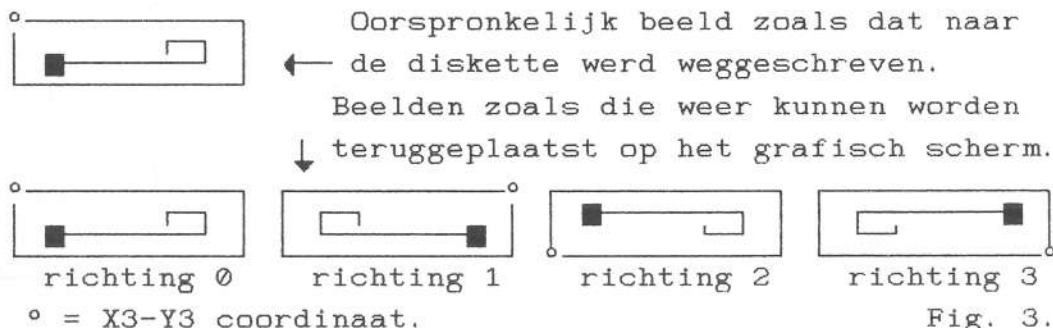 Oorspronkelijk beeld zoals dat naar
de diskette werd weggeschreven.
Beelden zoals die weer kunnen worden
teruggeplaatst op het grafisch scherm.
richting 0 richting 1 richting 2 richting 3
° = X3-Y3 coordinaat. Fig. 3.